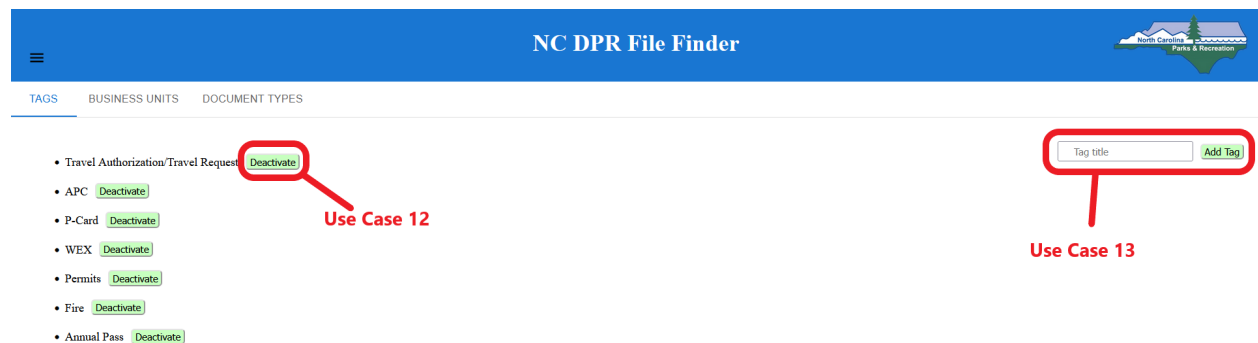 NC DPR File Finder
North Carolina
Parks & Recreation
TAGS BUSINESS UNITS DOCUMENT TYPES
• Travel Authorization/Travel Request Deactivate
Tag title Add Tag
• APC Deactivate
• P-Card Deactivate
Use Case 12
• WEX Deactivate
Use Case 13
• Permits Deactivate
• Fire Deactivate
• Annual Pass Deactivate